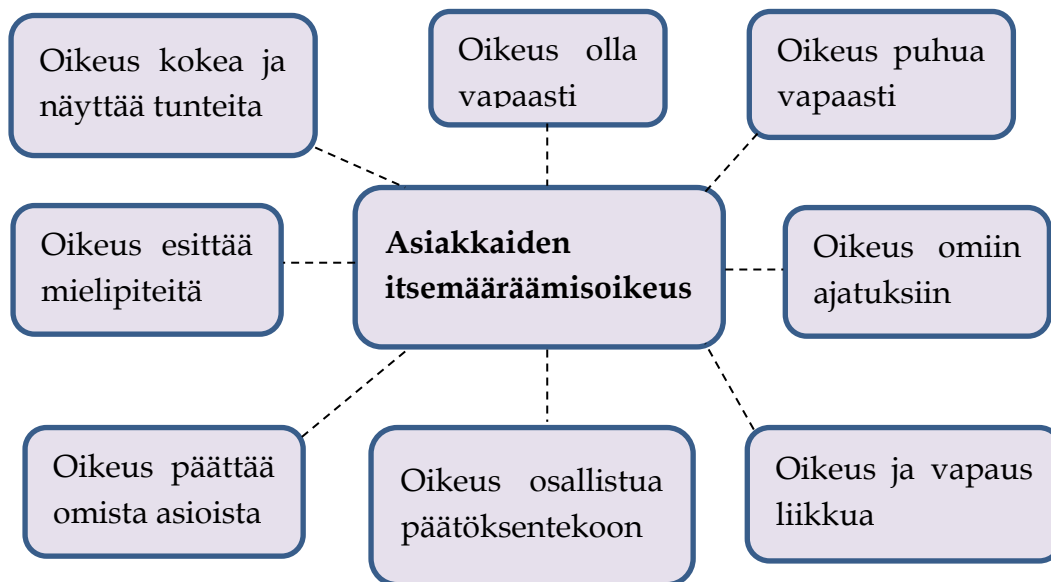 Oikeus kokea ja
näyttää tunteita
Oikeus olla
vapaasti
Oikeus puhua
vapaasti
Oikeus esittää
mielipiteitä
Asiakkaiden
itsemääräämisoikeus
Oikeus omiin
ajatuksiin
Oikeus päättää
omista asioista
Oikeus osallistua
päätöksentekoon
Oikeus ja vapaus
liikkua